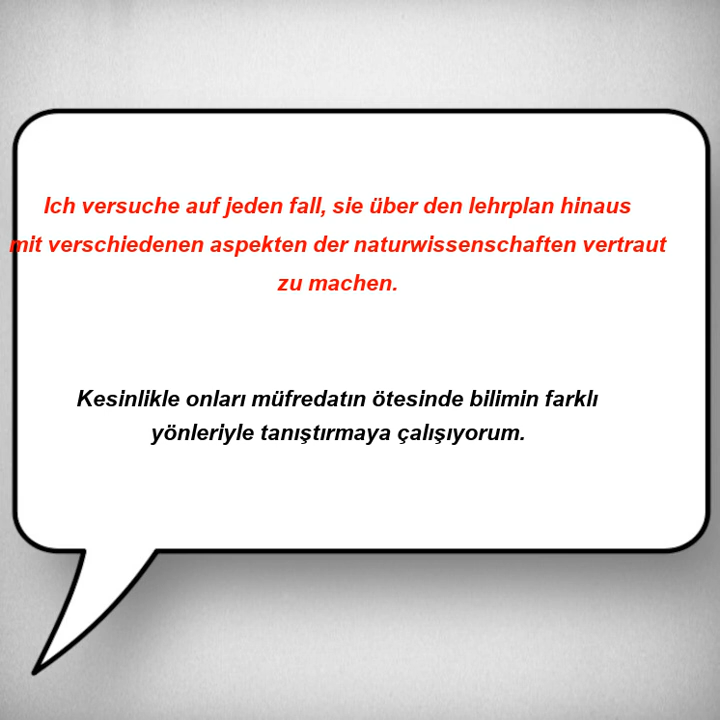 Ich versuche auf jeden fall, sie über den lehrplan hinaus
mit verschiedenen aspekten der naturwissenschaften vertraut
zu machen.
Kesinlikle onları müfredatın ötesinde bilimin farklı
yönleriyle tanıştırmaya çalışıyorum.